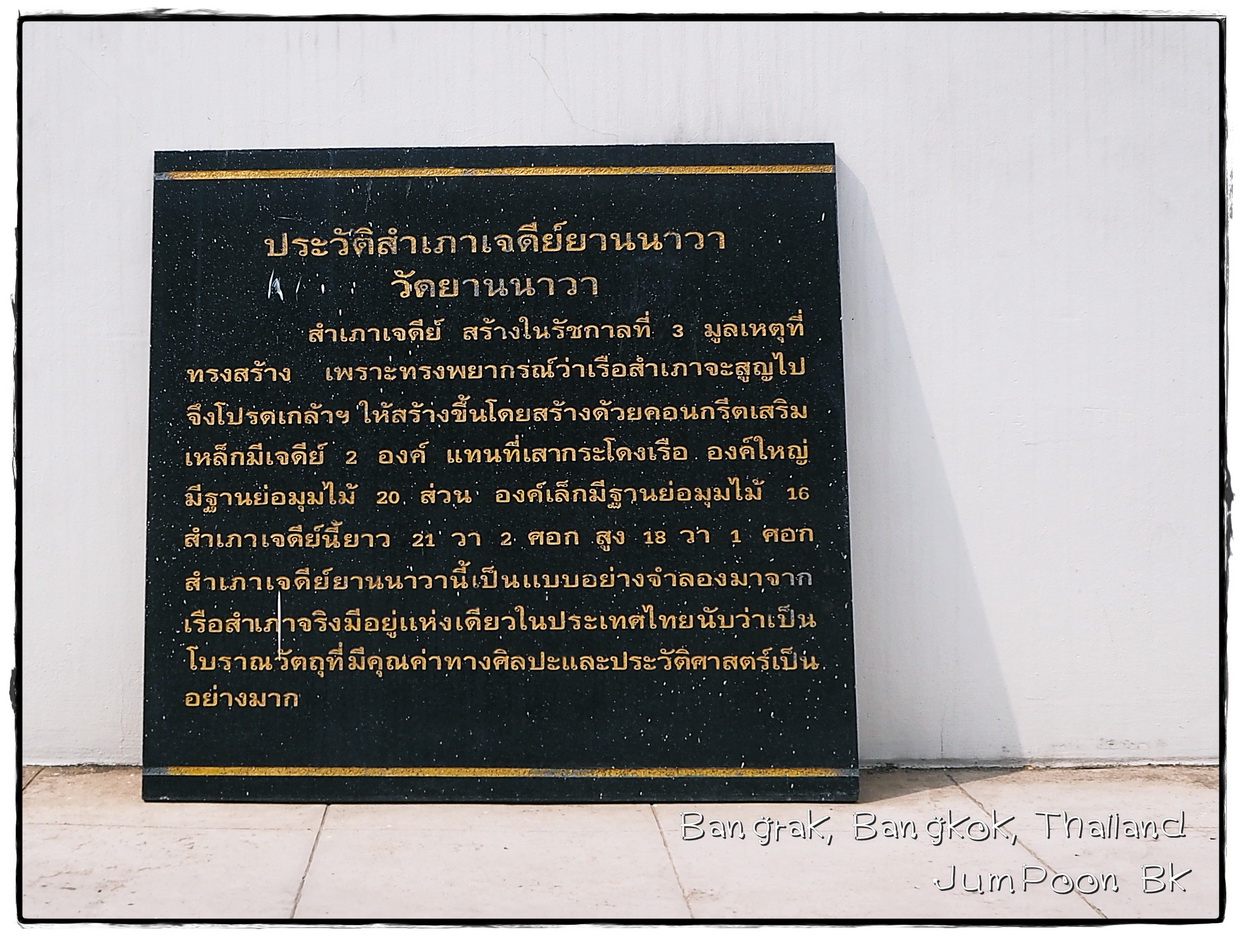 ประวัติสำเภาเจดีย์ยานนาวา
วัดยานนาวา
สำเภาเจดีย์ สร้างในรัชกาลที่ 3 มูลเหตุที่
ทรงสร้าง เพราะทรงพยากรณ์ว่าเรือสำเภาจะสูญไป
จึงโปรดเกล้าฯ ให้สร้างขึ้นโดยสร้างด้วยคอนกรีตเสริม
เหล็กมีเจดีย์ 2 องค์ แทนที่เสากระโดงเรือ องค์ใหญ่
มีฐานย่อมุมไม้ 20 ส่วน องค์เล็กมีฐานย่อมุมไม้ 16
สำเภาเจดีย์นี้ยาว 21 วา 2 ศอก สูง 18 วา 1 ศอก
สำเภาเจดีย์ยานนาวานี้เป็นแบบอย่างจำลองมาจาก
เรือสำเภาจริงมีอยู่แห่งเดียวในประเทศไทยนับว่าเป็น
โบราณวัตถุที่มีคุณค่าทางศิลปะและประวัติศาสตร์เป็น
อย่างมาก
Bangrak, Bangkok, Thailand
JumPoon BK